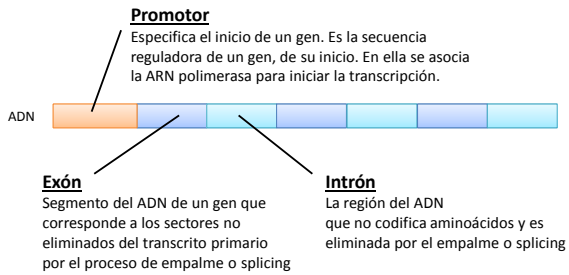 Promotor
Especifica el inicio de un gen. Es la secuencia
reguladora de un gen, de su inicio. En ella se asocia
la ARN polimerasa para iniciar la transcripción.
ADN
Exón
Segmento del ADN de un gen que
corresponde a los sectores no
eliminados del transcrito primario
por el proceso de empalme o splicing
Intrón
La región del ADN
que no codifica aminoácidos y es
eliminada por el empalme o splicing